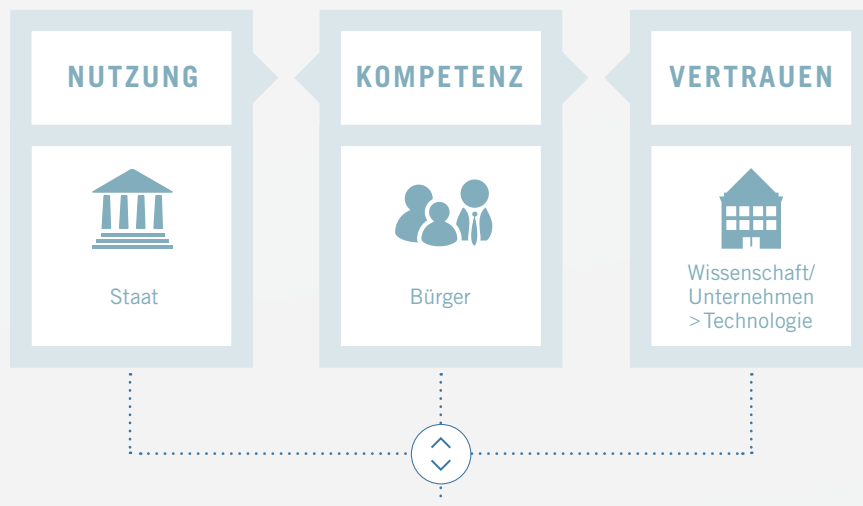 NUTZUNG
Staat
KOMPETENZ
Bürger
VERTRAUEN
Wissenschaft/
Unternehmen
> Technologie